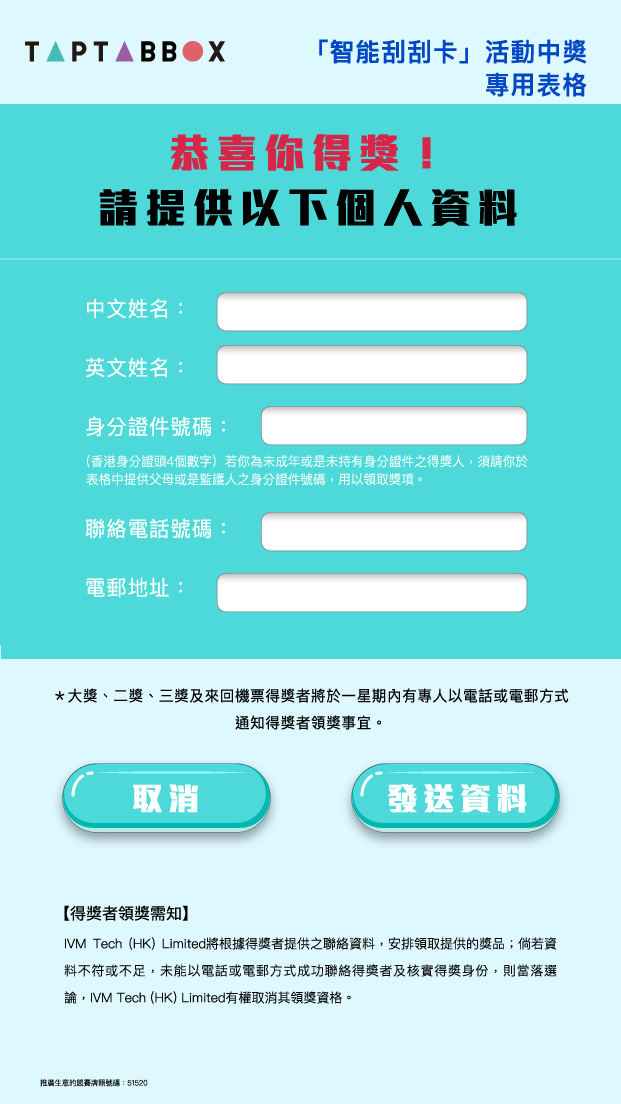 TAPTABBOX
「智能刮刮卡」活動中獎
專用表格
恭喜你得獎！
請提供以下個人資料
中文姓名：
英文姓名：
身分證件號碼：
(香港身分證頭4個數字) 若你為未成年或是未持有身分證件之得獎人，須請你於
表格中提供父母或是監護人之身分證件號碼，用以領取獎項。
聯絡電話號碼：
電郵地址：
＊大獎、二獎、三獎及來回機票得獎者將於一星期內有專人以電話或電郵方式
通知得獎者領獎事宜。
取消
發送資料
【得獎者領獎需知】
IVM Tech (HK) Limited將根據得獎者提供之聯絡資料，安排領取提供的獎品；倘若資
料不符或不足，未能以電話或電郵方式成功聯絡得獎者及核實得獎身份，則當落選
論，IVM Tech (HK) Limited有權取消其領獎資格。
推廣生意的競賽牌照號碼：51520